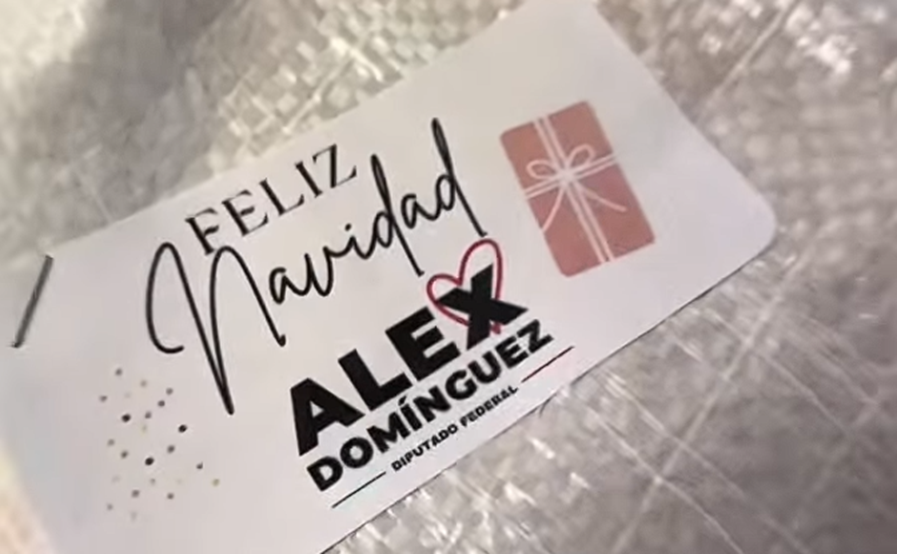 FELIZ
Navidad
ALEX
DOMÍNGUEZ
DIPUTADO FEDERAL